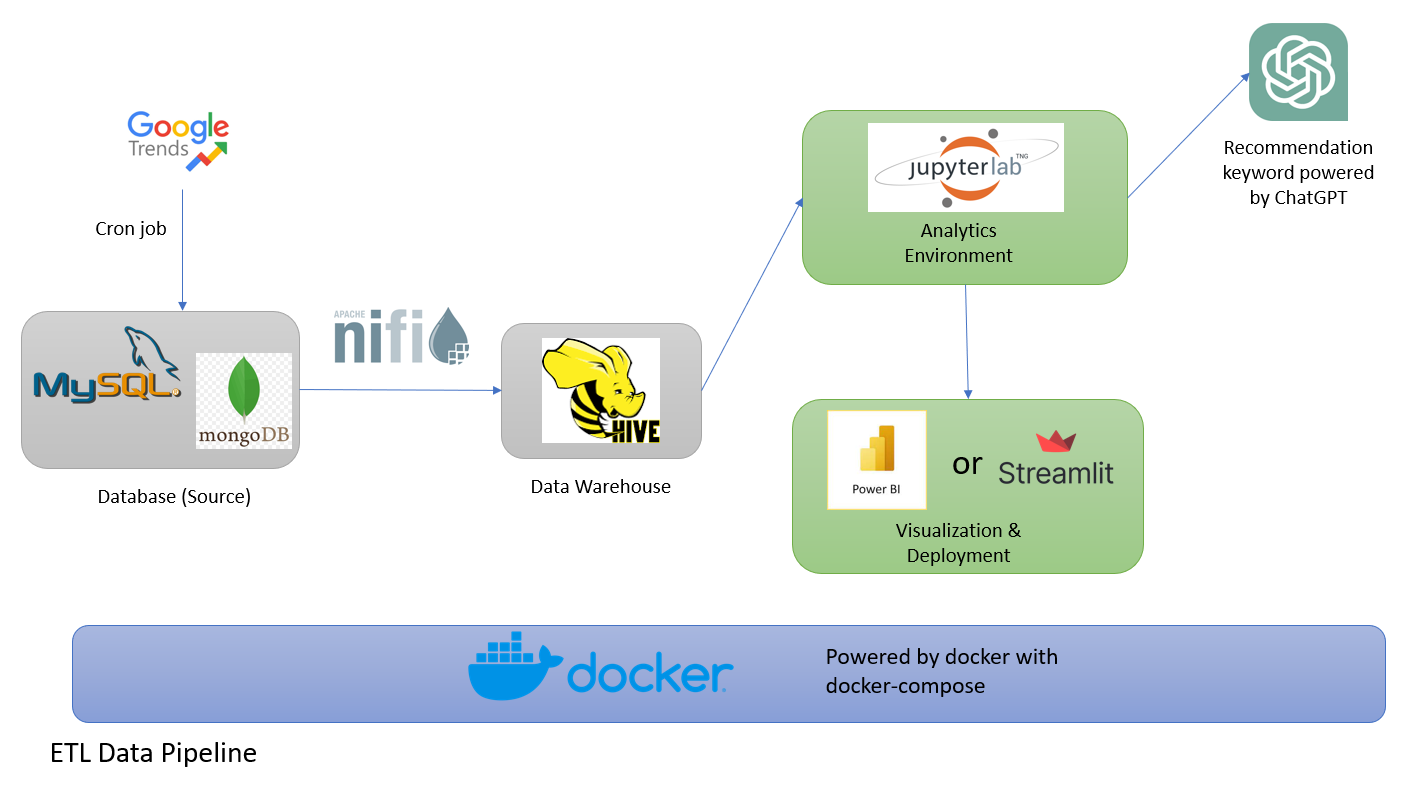 Google
Trends
Cron job
MySQL.
mongoDB
Database (Source)
APACHE
nifi
HIVE
Data Warehouse
jupyterlab TNG
Analytics
Environment
Recommendation
keyword powered
by ChatGPT
Power BI
or
Streamlit
Visualization &
Deployment
docker
Powered by docker with
docker-compose
ETL Data Pipeline